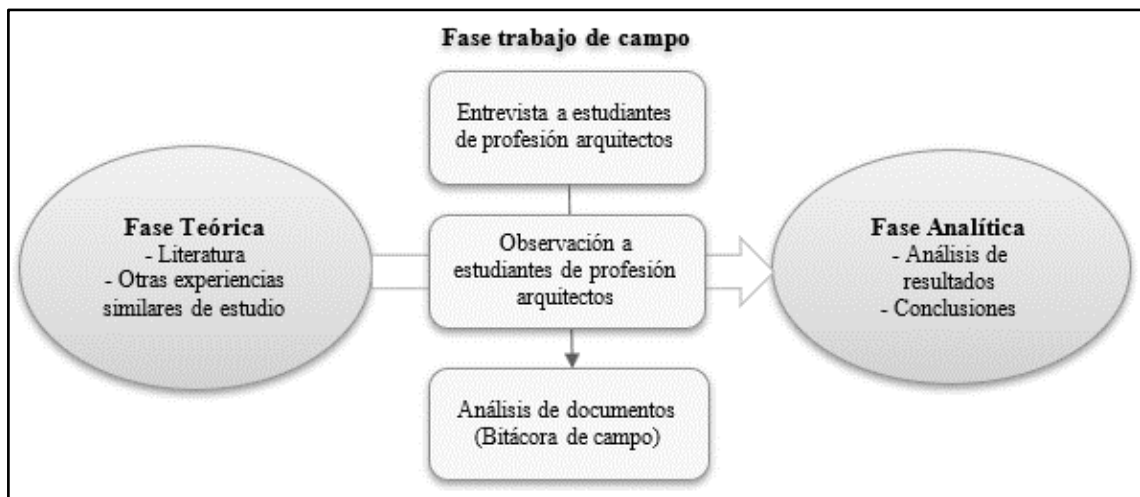 Fase trabajo de campo
Entrevista a estudiantes
de profesión arquitectos
Fase Teórica
- Literatura
- Otras experiencias
similares de estudio
Observación a
estudiantes de profesión
arquitectos
Fase Analítica
- Análisis de
resultados
- Conclusiones
Análisis de documentos
(Bitácora de campo)